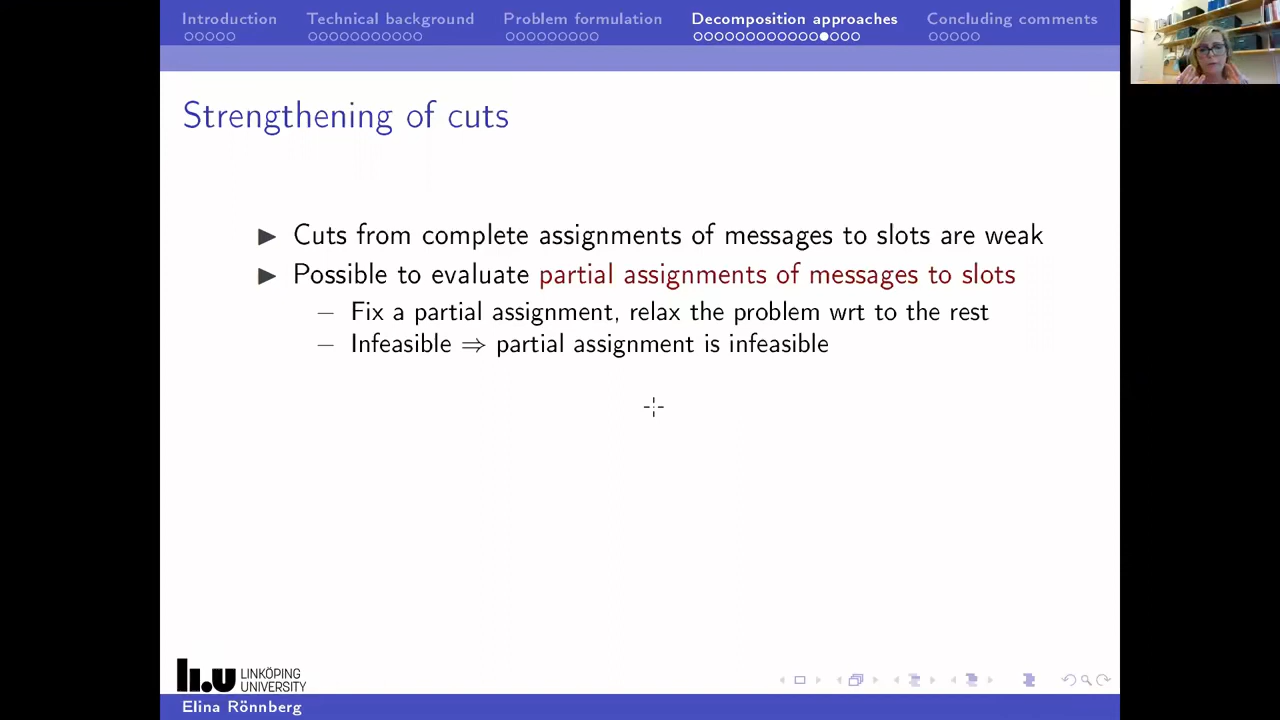 Introduction Technical background Problem formulation Decomposition approaches Concluding comments
Strengthening of cuts
Cuts from complete assignments of messages to slots are weak
Possible to evaluate partial assignments of messages to slots
– Fix a partial assignment, relax the problem wrt to the rest
– Infeasible ⇒ partial assignment is infeasible
li.u LINKÖPING
UNIVERSITY
Elina Rönnberg